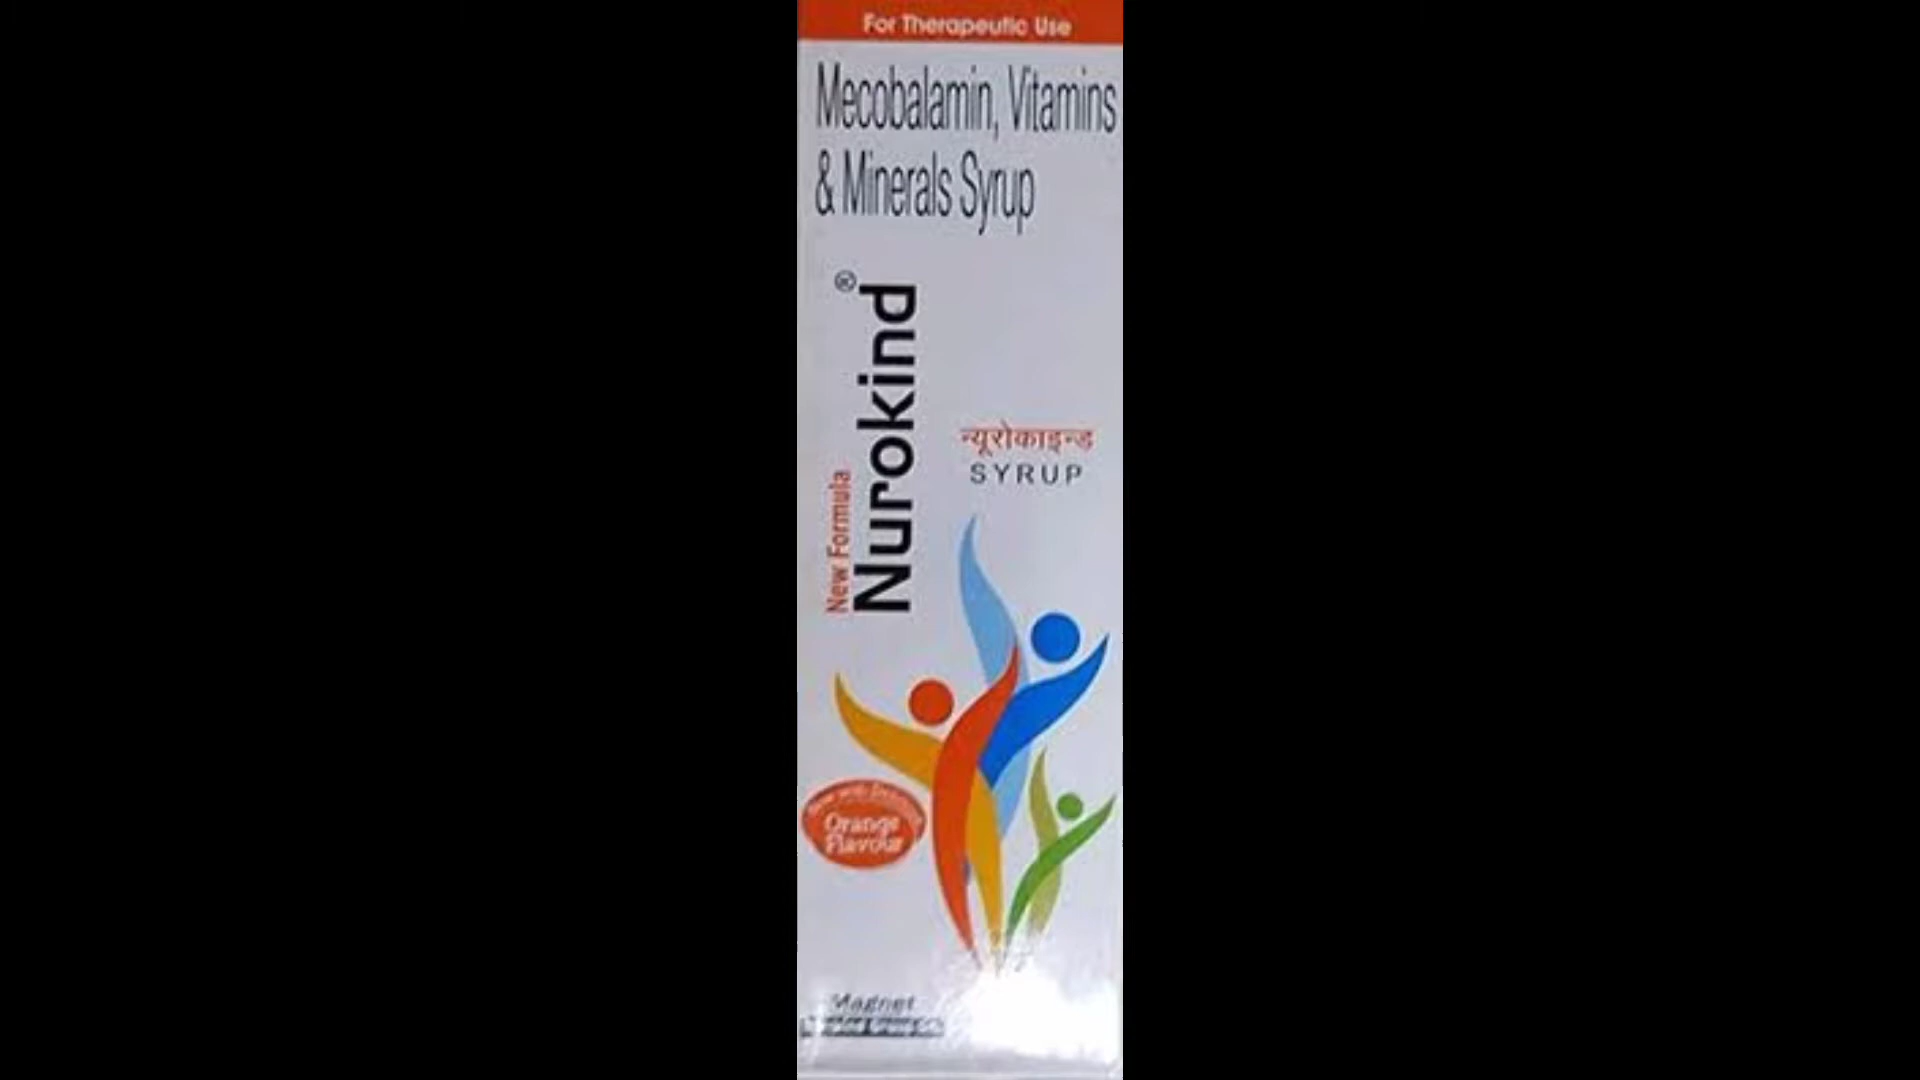 For Therapeutic Use
Mecobalamin, Vitamins
& Minerals Syrup
New Formula
Nurokind®
न्यूरोकाइन्ड
SYRUP
Orange
Flavour
Magnet